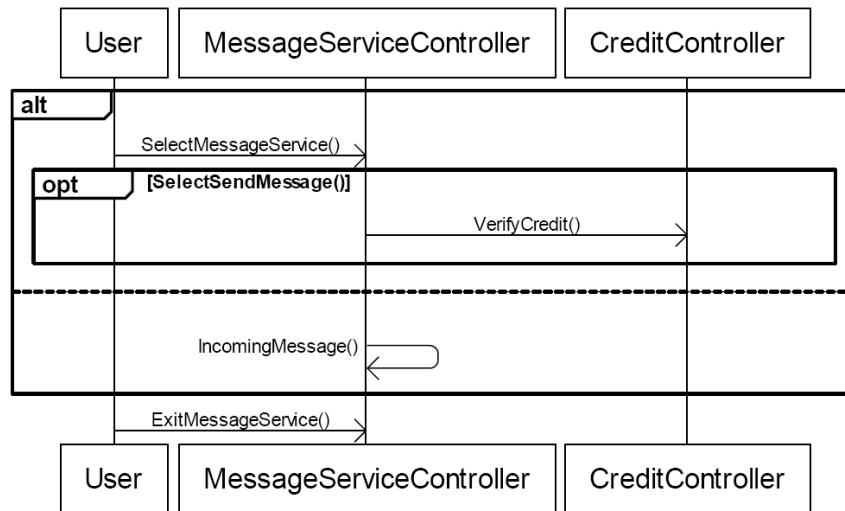 User
MessageServiceController
CreditController
alt
SelectMessageService()
opt
[SelectSendMessage()]
VerifyCredit()
IncomingMessage()
ExitMessageService()
User
MessageServiceController
CreditController